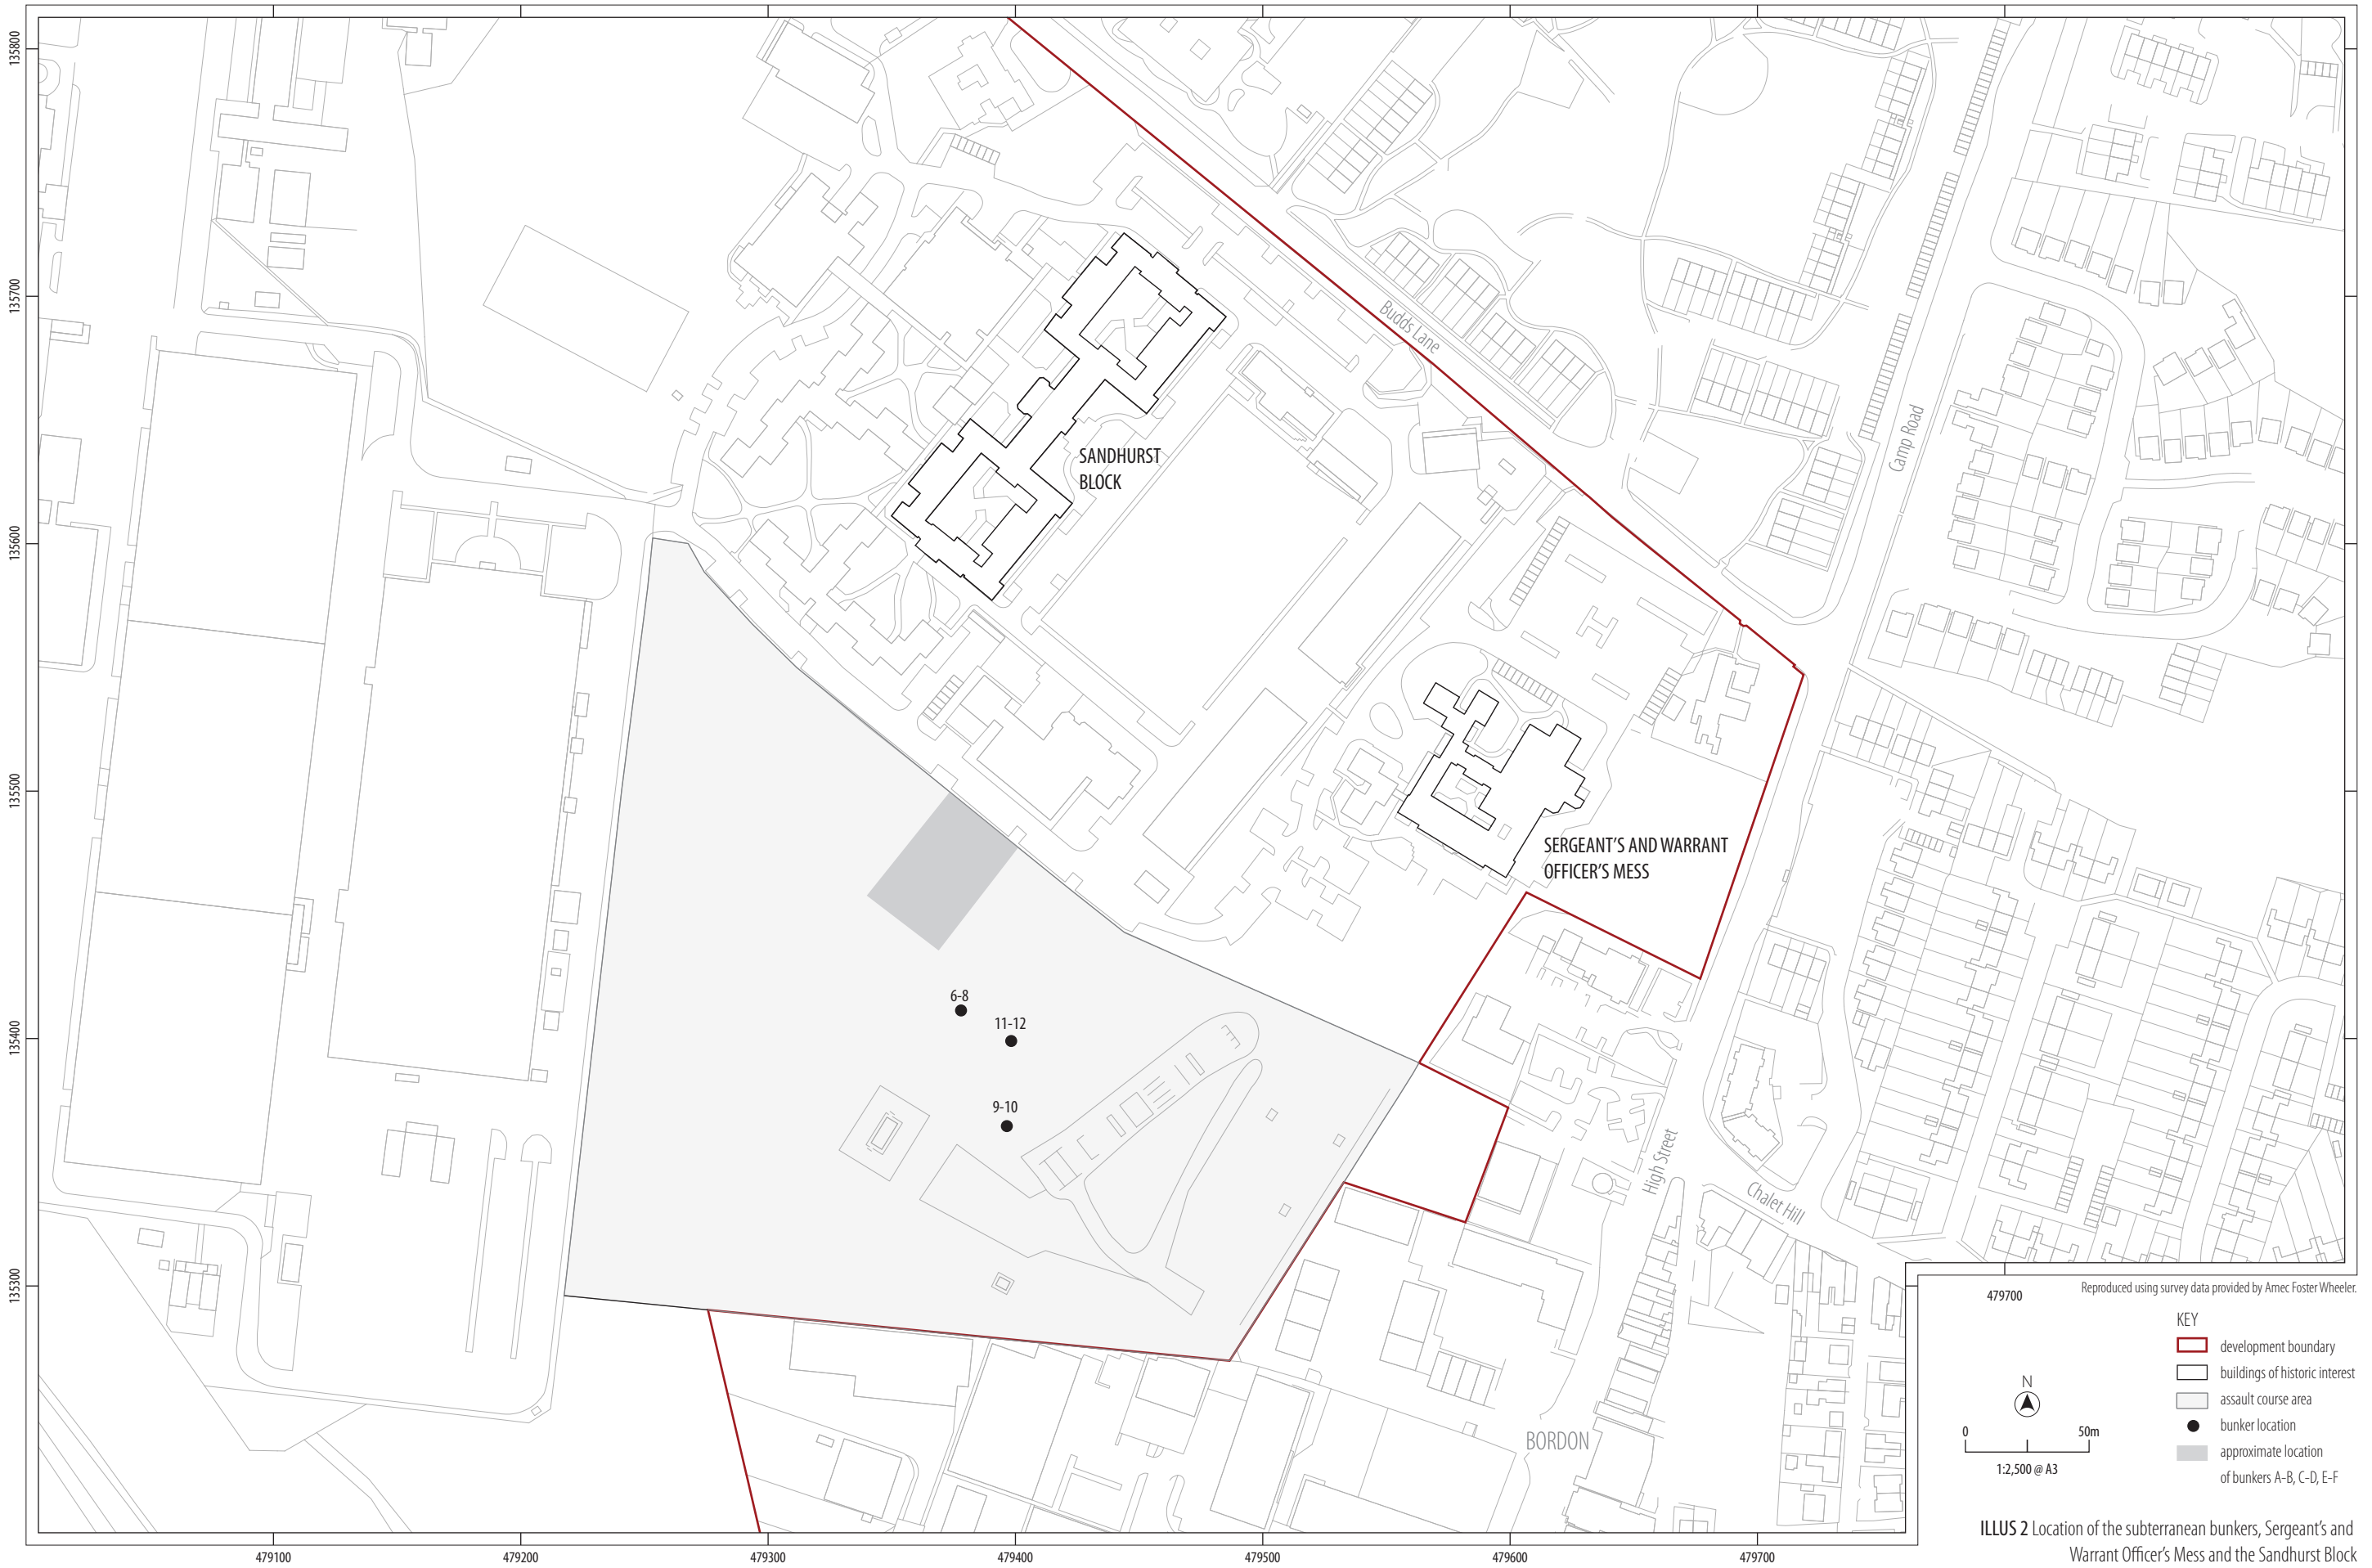 135800
135700
135600
135500
135400
135300
Budds Lane
Camp Road
SANDHURST
BLOCK
SERGEANT'S AND WARRANT
OFFICER'S MESS
6-8
11-12
9-10
High Street
Chalet Hill
BORDON
479100
479200
479300
479400
479500
479600
479700
Reproduced using survey data provided by Amec Foster Wheeler.
479700
KEY
development boundary
buildings of historic interest
assault course area
bunker location
approximate location
of bunkers A-B, C-D, E-F
N
0 50m
1:2,500 @ A3
ILLUS 2 Location of the subterranean bunkers, Sergeant's and
Warrant Officer's Mess and the Sandhurst Block